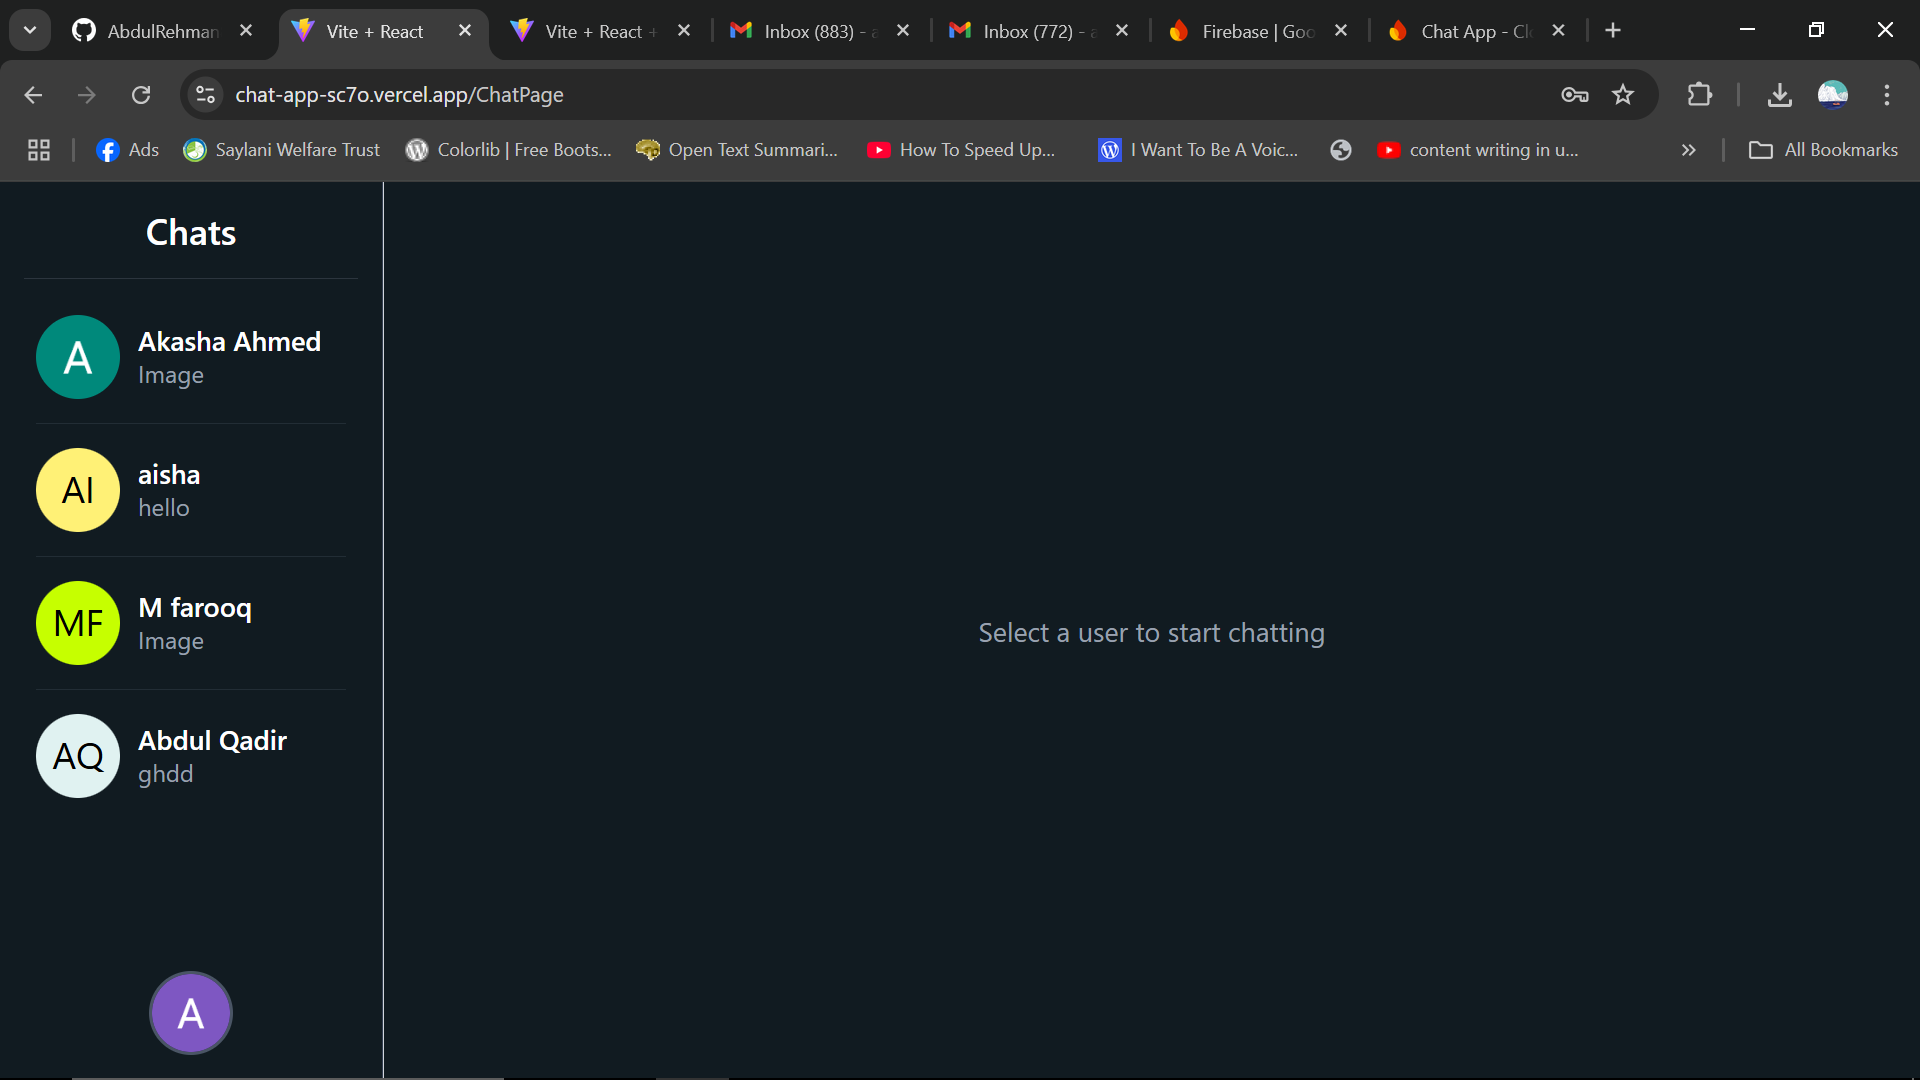 AbdulRehman
Vite + React
Vite + React +
Inbox (883) - a
Inbox (772) - a
Firebase | Goo
Chat App - Clo
chat-app-sc7o.vercel.app/ChatPage
Ads
Saylani Welfare Trust
Colorlib | Free Boots...
Open Text Summari...
How To Speed Up...
I Want To Be A Voic...
content writing in u...
All Bookmarks
Chats
A
Akasha Ahmed
Image
AI
aisha
hello
MF
M farooq
Image
AQ
Abdul Qadir
ghdd
A
Select a user to start chatting